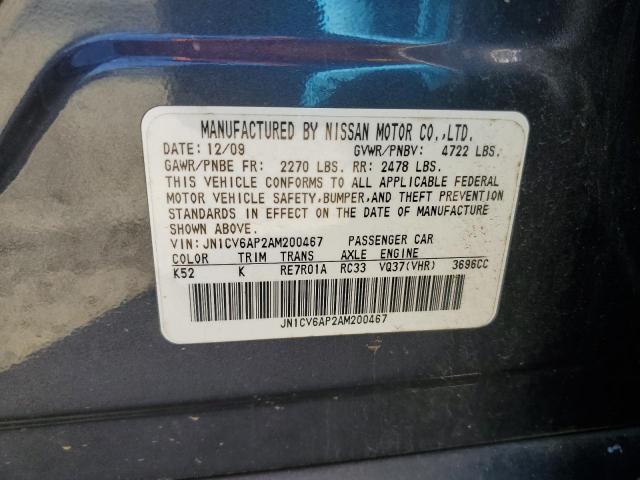 MANUFACTURED BY NISSAN MOTOR CO.,LTD.
DATE: 12/09 GVWR/PNBV: 4722 LBS.
GAWR/PNBE FR: 2270 LBS. RR: 2478 LBS.
THIS VEHICLE CONFORMS TO ALL APPLICABLE FEDERAL
MOTOR VEHICLE SAFETY,BUMPER,AND THEFT PREVENTION
STANDARDS IN EFFECT ON THE DATE OF MANUFACTURE
SHOWN ABOVE.
VIN: JN1CV6AP2AM200467 PASSENGER CAR
COLOR TRIM TRANS AXLE ENGINE
K52 K RE7R01A RC33 VQ37(VHR) 3696CC
JN1CV6AP2AM200467